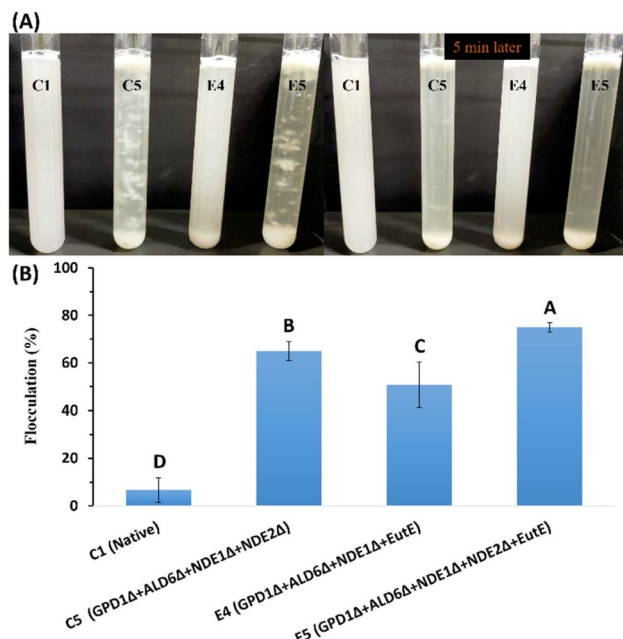 (A)
5 min later
C1 C5 E4 E5 C1 C5 E4 E5
(B)
Flocculation (%)
100
80
60
40
20
0
D
B
C
A
C1 (Native)
C5 (GPD1Δ+ALD6Δ+NDE1Δ+NDE2Δ)
E4 (GPD1Δ+ALD6Δ+NDE1Δ+EutE)
E5 (GPD1Δ+ALD6Δ+NDE1Δ+NDE2Δ+EutE)